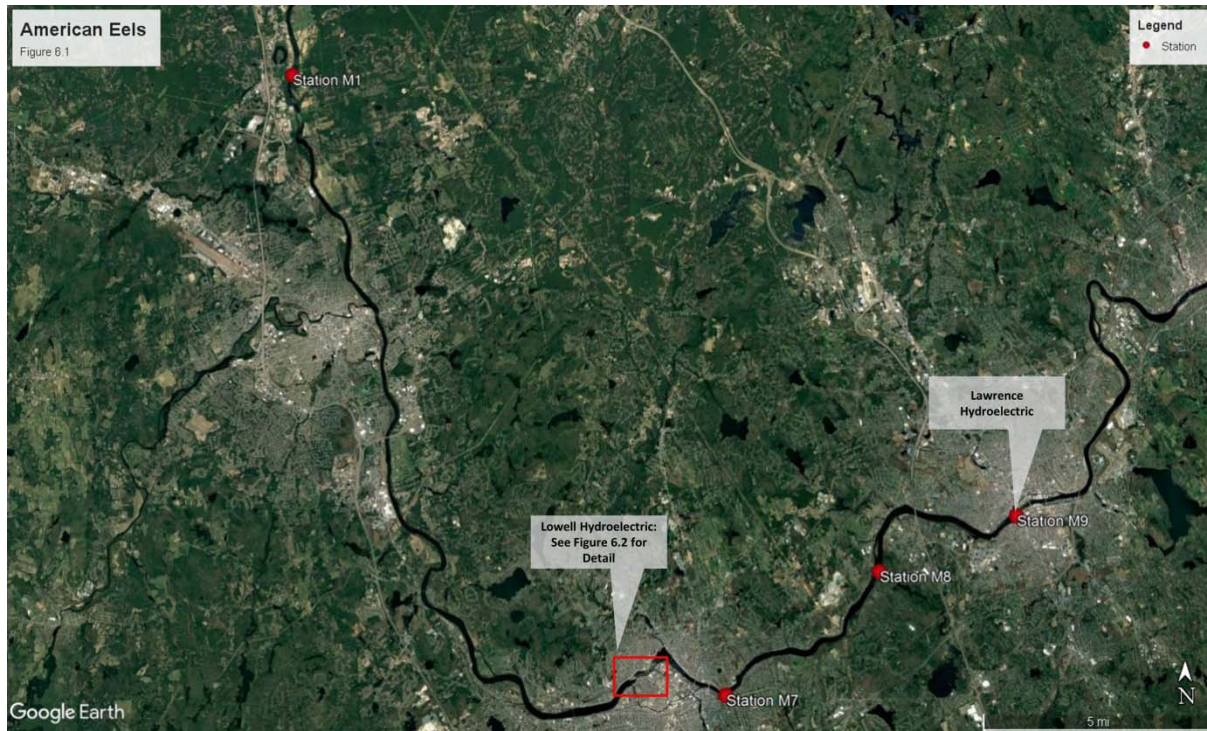 American Eels
Figure 6.1
Legend
Station
Station M1
Lawrence
Hydroelectric
Station M9
Lowell Hydroelectric:
See Figure 6.2 for
Detail
Station M8
Station M7
Google Earth
N
5 mi